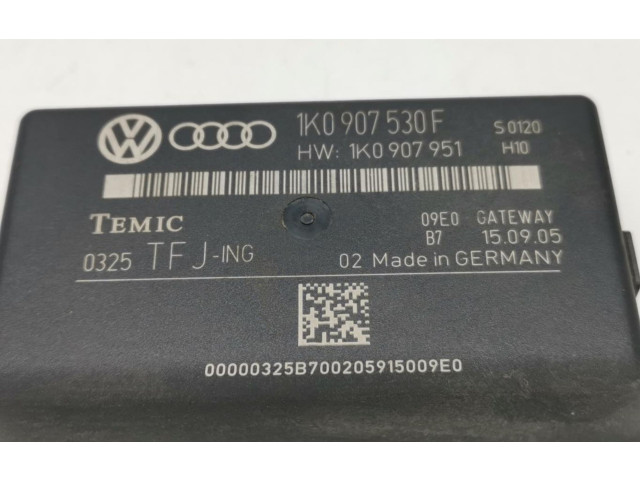 1K0 907 530 F S 0120
HW: 1K0 907 951 H10
TEMIC 09E0 GATEWAY
B7 15.09.05
0325 TFJ-ING 02 Made in GERMANY
00000325B700205915009E0